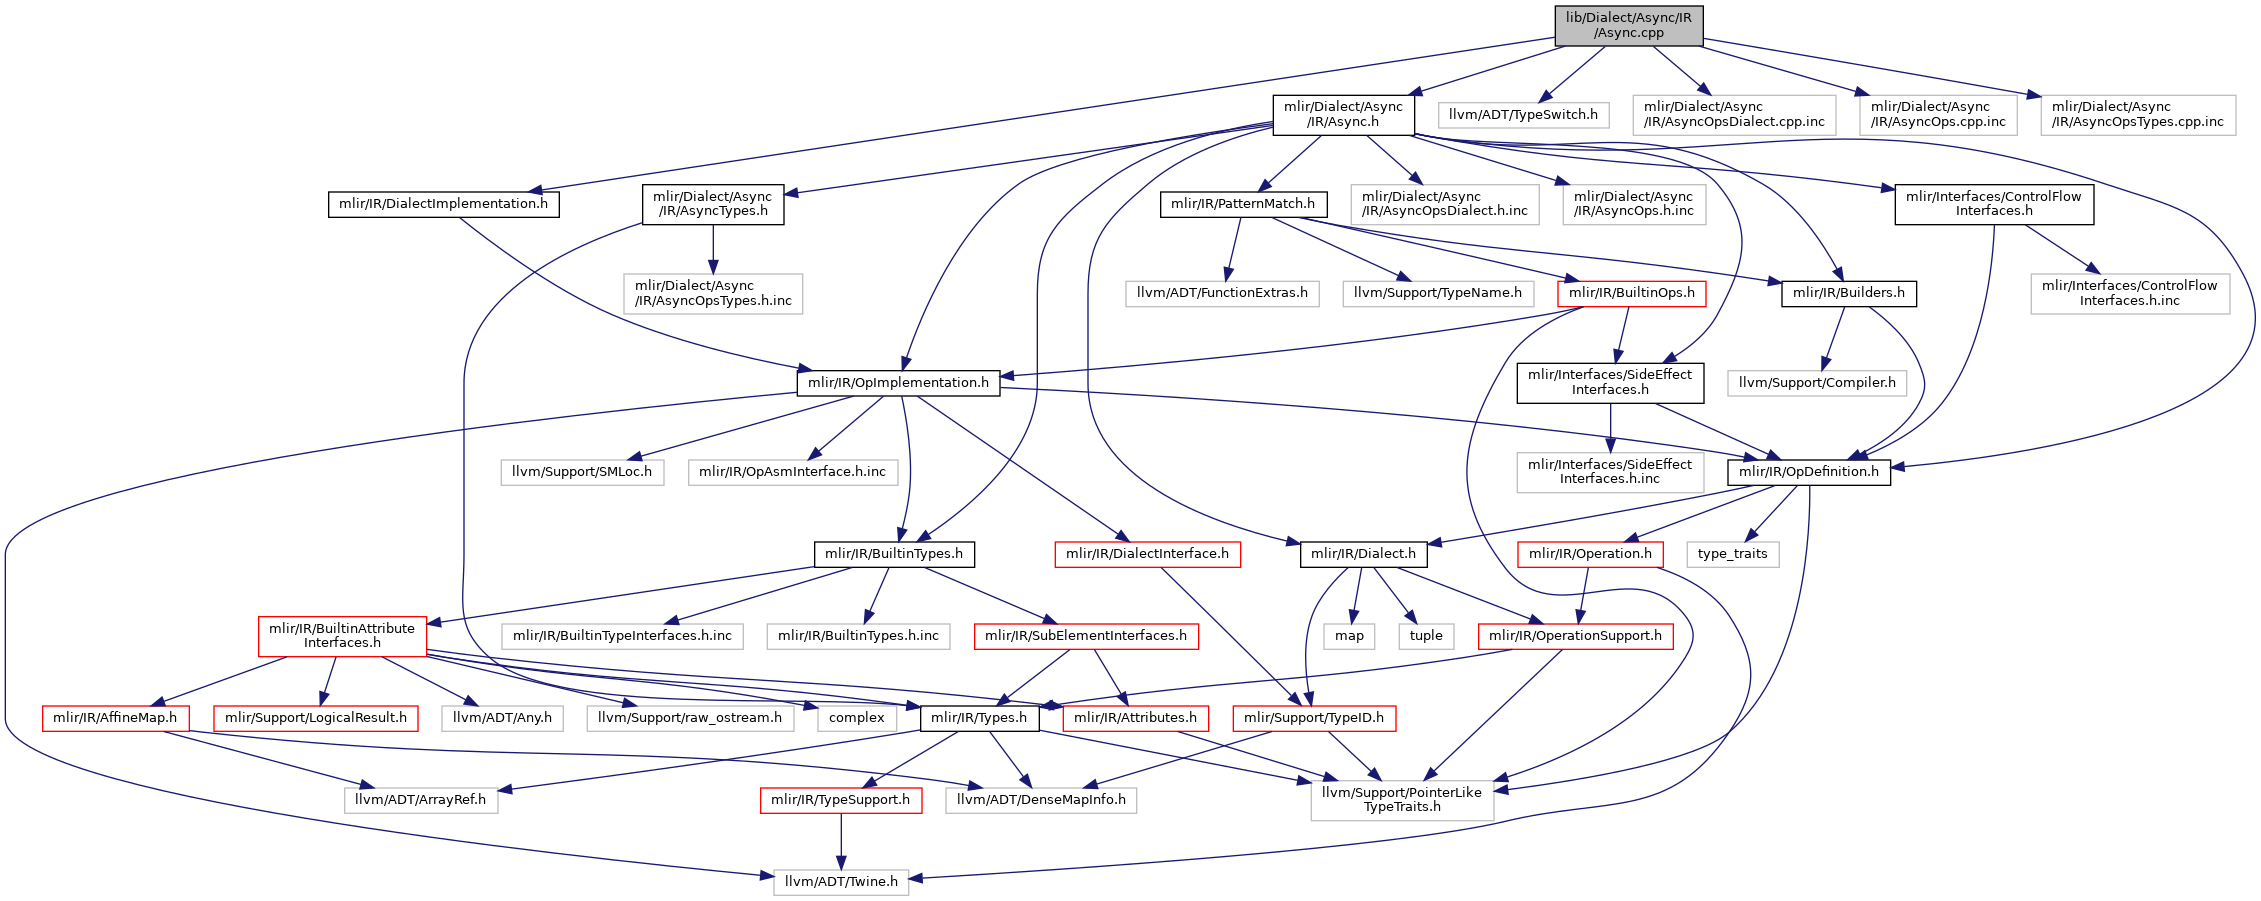 lib/Dialect/Async/IR
/Async.cpp
mlir/Dialect/Async
/IR/Async.h
llvm/ADT/TypeSwitch.h
mlir/Dialect/Async
/IR/AsyncOpsDialect.cpp.inc
mlir/Dialect/Async
/IR/AsyncOps.cpp.inc
mlir/Dialect/Async
/IR/AsyncOpsTypes.cpp.inc
mlir/IR/DialectImplementation.h
mlir/Dialect/Async
/IR/AsyncTypes.h
mlir/IR/PatternMatch.h
mlir/Dialect/Async
/IR/AsyncOpsDialect.h.inc
mlir/Dialect/Async
/IR/AsyncOps.h.inc
mlir/Interfaces/ControlFlow
Interfaces.h
mlir/Dialect/Async
/IR/AsyncOpsTypes.h.inc
llvm/ADT/FunctionExtras.h
llvm/Support/TypeName.h
mlir/IR/BuiltinOps.h
mlir/IR/Builders.h
mlir/Interfaces/ControlFlow
Interfaces.h.inc
mlir/IR/OpImplementation.h
mlir/Interfaces/SideEffect
Interfaces.h
llvm/Support/Compiler.h
llvm/Support/SMLoc.h
mlir/IR/OpAsmInterface.h.inc
mlir/Interfaces/SideEffect
Interfaces.h.inc
mlir/IR/OpDefinition.h
mlir/IR/BuiltinTypes.h
mlir/IR/DialectInterface.h
mlir/IR/Dialect.h
mlir/IR/Operation.h
type_traits
mlir/IR/BuiltinAttribute
Interfaces.h
mlir/IR/BuiltinTypeInterfaces.h.inc
mlir/IR/BuiltinTypes.h.inc
mlir/IR/SubElementInterfaces.h
map
tuple
mlir/IR/OperationSupport.h
mlir/IR/AffineMap.h
mlir/Support/LogicalResult.h
llvm/ADT/Any.h
llvm/Support/raw_ostream.h
complex
mlir/IR/Types.h
mlir/IR/Attributes.h
mlir/Support/TypeID.h
llvm/ADT/ArrayRef.h
mlir/IR/TypeSupport.h
llvm/ADT/DenseMapInfo.h
llvm/Support/PointerLike
TypeTraits.h
llvm/ADT/Twine.h